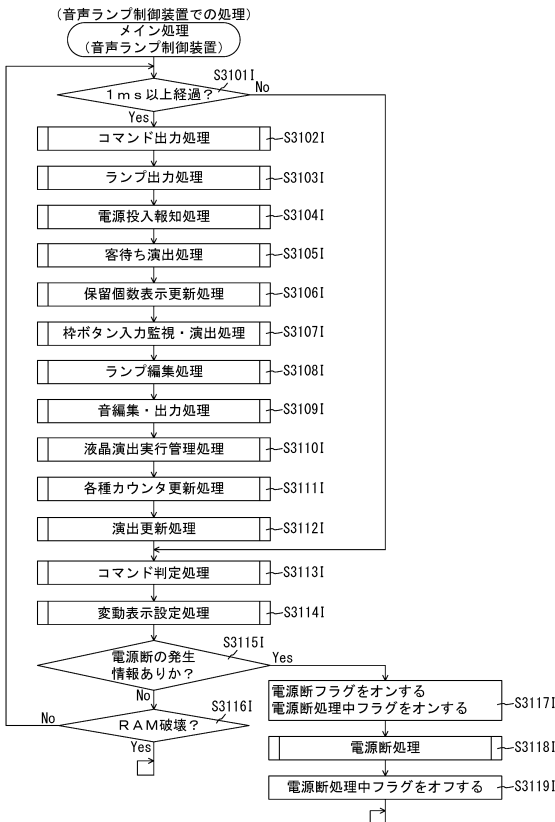 （音声ランプ制御装置での処理）
メイン処理
（音声ランプ制御装置）
S3101I
１ｍｓ以上経過？
No
Yes
コマンド出力処理
S3102I
ランプ出力処理
S3103I
電源投入報知処理
S3104I
客待ち演出処理
S3105I
保留個数表示更新処理
S3106I
枠ボタン入力監視・演出処理
S3107I
ランプ編集処理
S3108I
音編集・出力処理
S3109I
液晶演出実行管理処理
S3110I
各種カウンタ更新処理
S3111I
演出更新処理
S3112I
コマンド判定処理
S3113I
変動表示設定処理
S3114I
S3115I
電源断の発生
情報ありか？
Yes
No
S3116I
ＲＡＭ破壊？
No
Yes
電源断フラグをオンする
電源断処理中フラグをオンする
S3117I
電源断処理
S3118I
電源断処理中フラグをオフする
S3119I